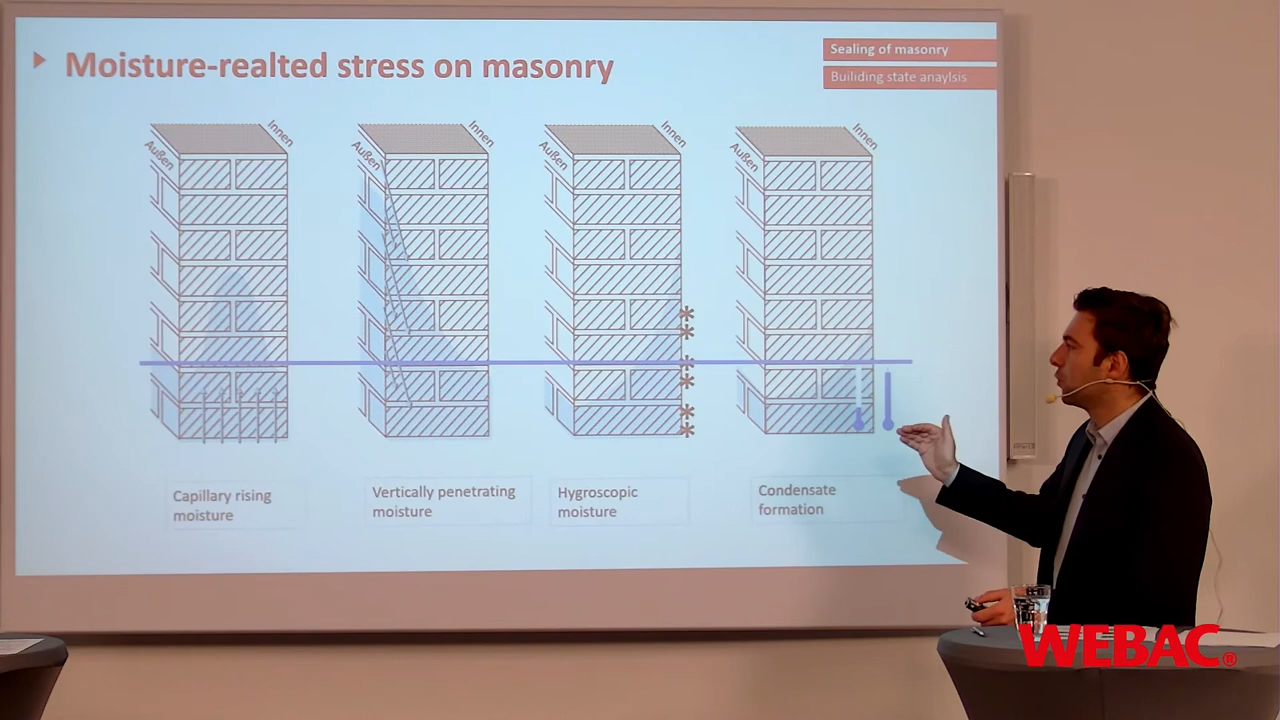 Moisture-realted stress on masonry
Sealing of masonry
Builiding state anaylsis
Innen
Außen
Innen
Außen
Innen
Außen
Innen
Außen
Capillary rising
moisture
Vertically penetrating
moisture
Hygroscopic
moisture
Condensate
formation
WEBAC®